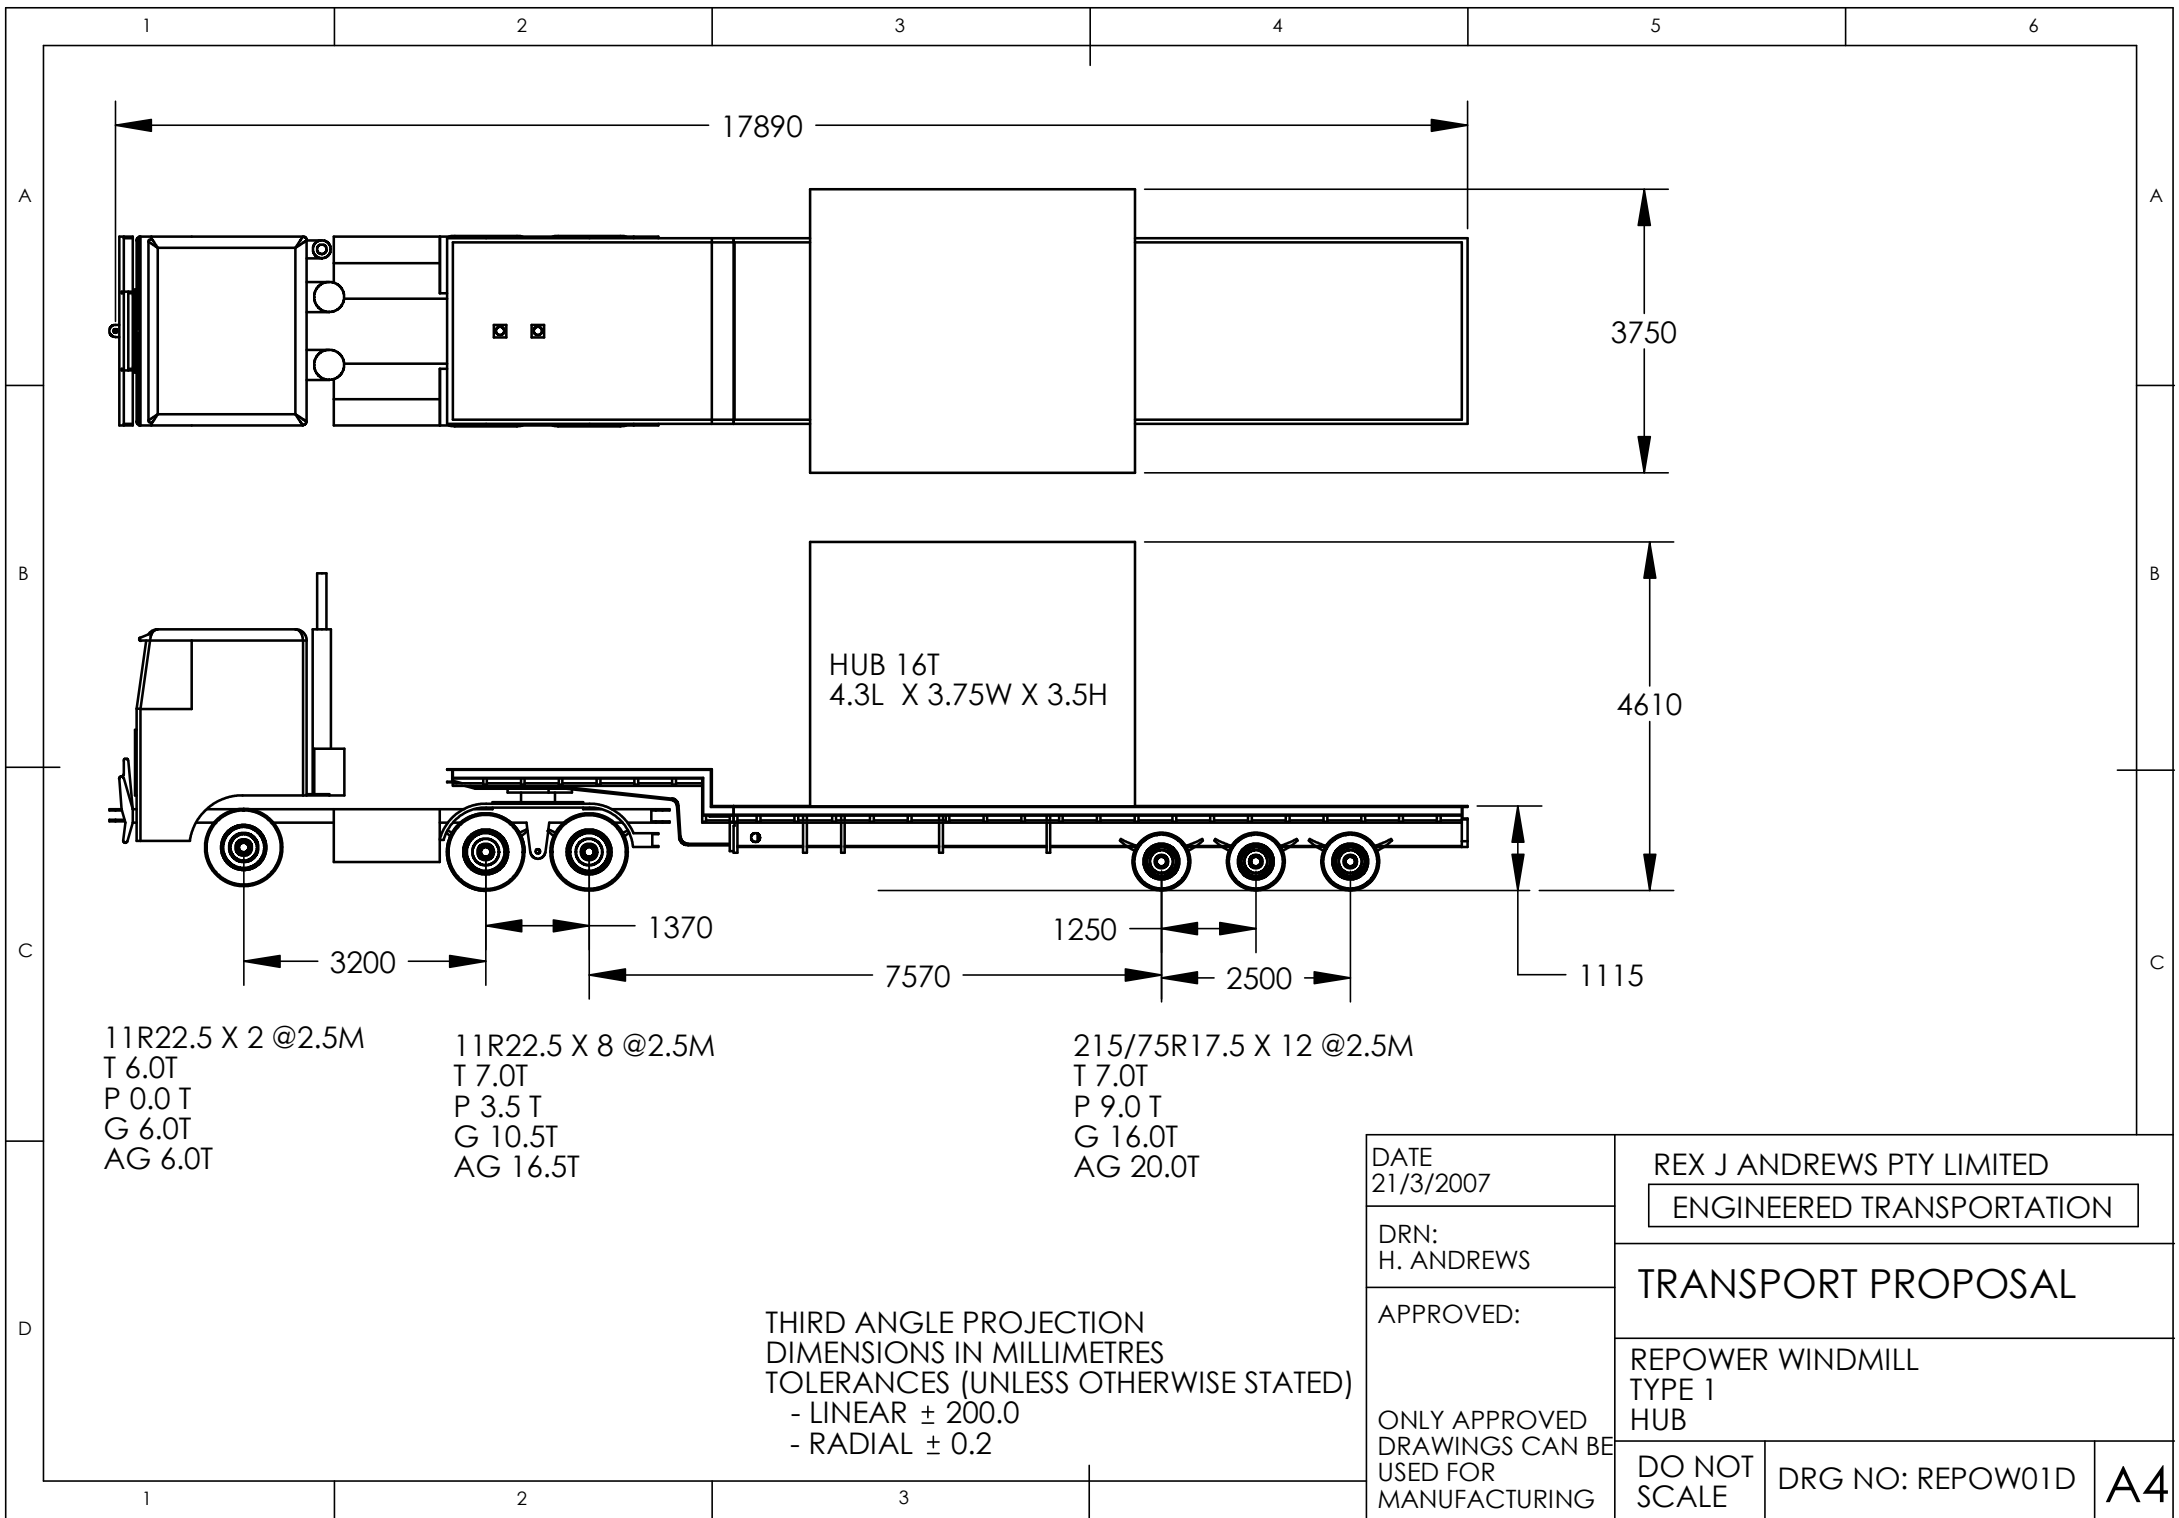 1 2 3 4 5 6
17890
A A
3750
B B
HUB 16T
4.3L X 3.75W X 3.5H
4610
1370
1250
C C
3200
7570
2500
1115
11R22.5 X 2 @2.5M
T 6.0T
P 0.0 T
G 6.0T
AG 6.0T
11R22.5 X 8 @2.5M
T 7.0T
P 3.5 T
G 10.5T
AG 16.5T
215/75R17.5 X 12 @2.5M
T 7.0T
P 9.0 T
G 16.0T
AG 20.0T
D
THIRD ANGLE PROJECTION
DIMENSIONS IN MILLIMETRES
TOLERANCES (UNLESS OTHERWISE STATED)
- LINEAR ± 200.0
- RADIAL ± 0.2
DATE
21/3/2007
DRN:
H. ANDREWS
APPROVED:
ONLY APPROVED
DRAWINGS CAN BE
USED FOR
MANUFACTURING
REX J ANDREWS PTY LIMITED
ENGINEERED TRANSPORTATION
TRANSPORT PROPOSAL
REPOWER WINDMILL
TYPE 1
HUB
DO NOT
SCALE
DRG NO: REPOW01D
A4
1 2 3